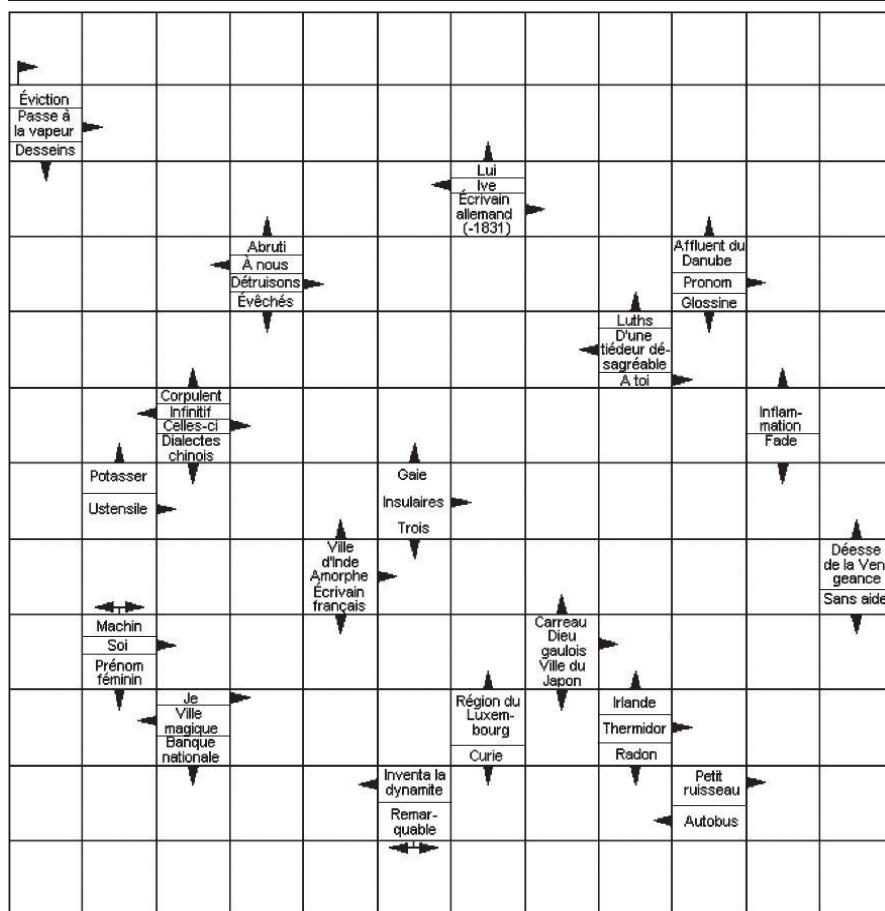 Éviction
Passe à
la vapeur
Desseins
Lui
Ive
Écrivain
allemand
(-1831)
Abruti
À nous
Détruisons
Évêchés
Affluent du
Danube
Pronom
Glossine
Luths
D'une
tiédeur dé-
sagréable
A toi
Corpulent
Infinitif
Celles-ci
Dialectes
chinois
Inflam-
mation
Fade
Potasser
Ustensile
Gaie
Insulaires
Trois
Ville
d'Inde
Amorphe
Écrivain
français
Déesse
de la Ven
geance
Sans aide
Machin
Soi
Prénom
féminin
Carreau
Dieu
gaulois
Ville du
Japon
Je
Ville
magique
Banque
nationale
Région du
Luxem-
bourg
Curie
Irlande
Thermidor
Radon
Inventa la
dynamite
Remar-
quable
Petit
ruisseau
Autobus